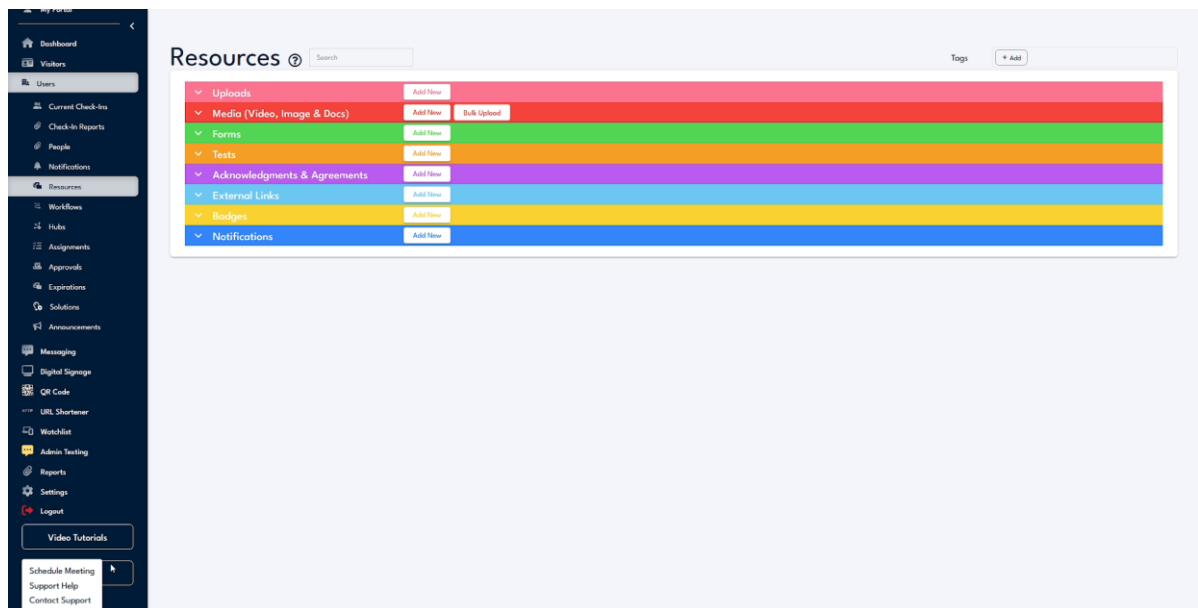 My Portal
Dashboard
Visitors
Users
Current Check-Ins
Check-In Reports
People
Notifications
Resources
Workflows
Hubs
Assignments
Approvals
Expirations
Solutions
Announcements
Messaging
Digital Signage
QR Code
HTTP URL Shortener
Watchlist
Admin Texting
Reports
Settings
Logout
Video Tutorials
Schedule Meeting
Support Help
Contact Support
Resources ? Search Tags + Add
Uploads Add New
Media (Video, Image & Docs) Add New Bulk Upload
Forms Add New
Tests Add New
Acknowledgments & Agreements Add New
External Links Add New
Badges Add New
Notifications Add New